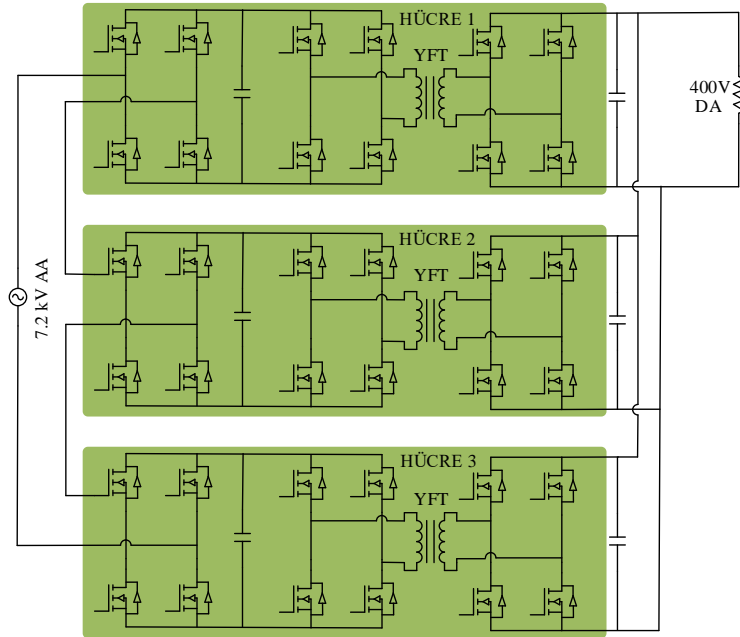 HÜCRE 1
YFT
400V
DA
HÜCRE 2
YFT
7.2 kV AA
HÜCRE 3
YFT